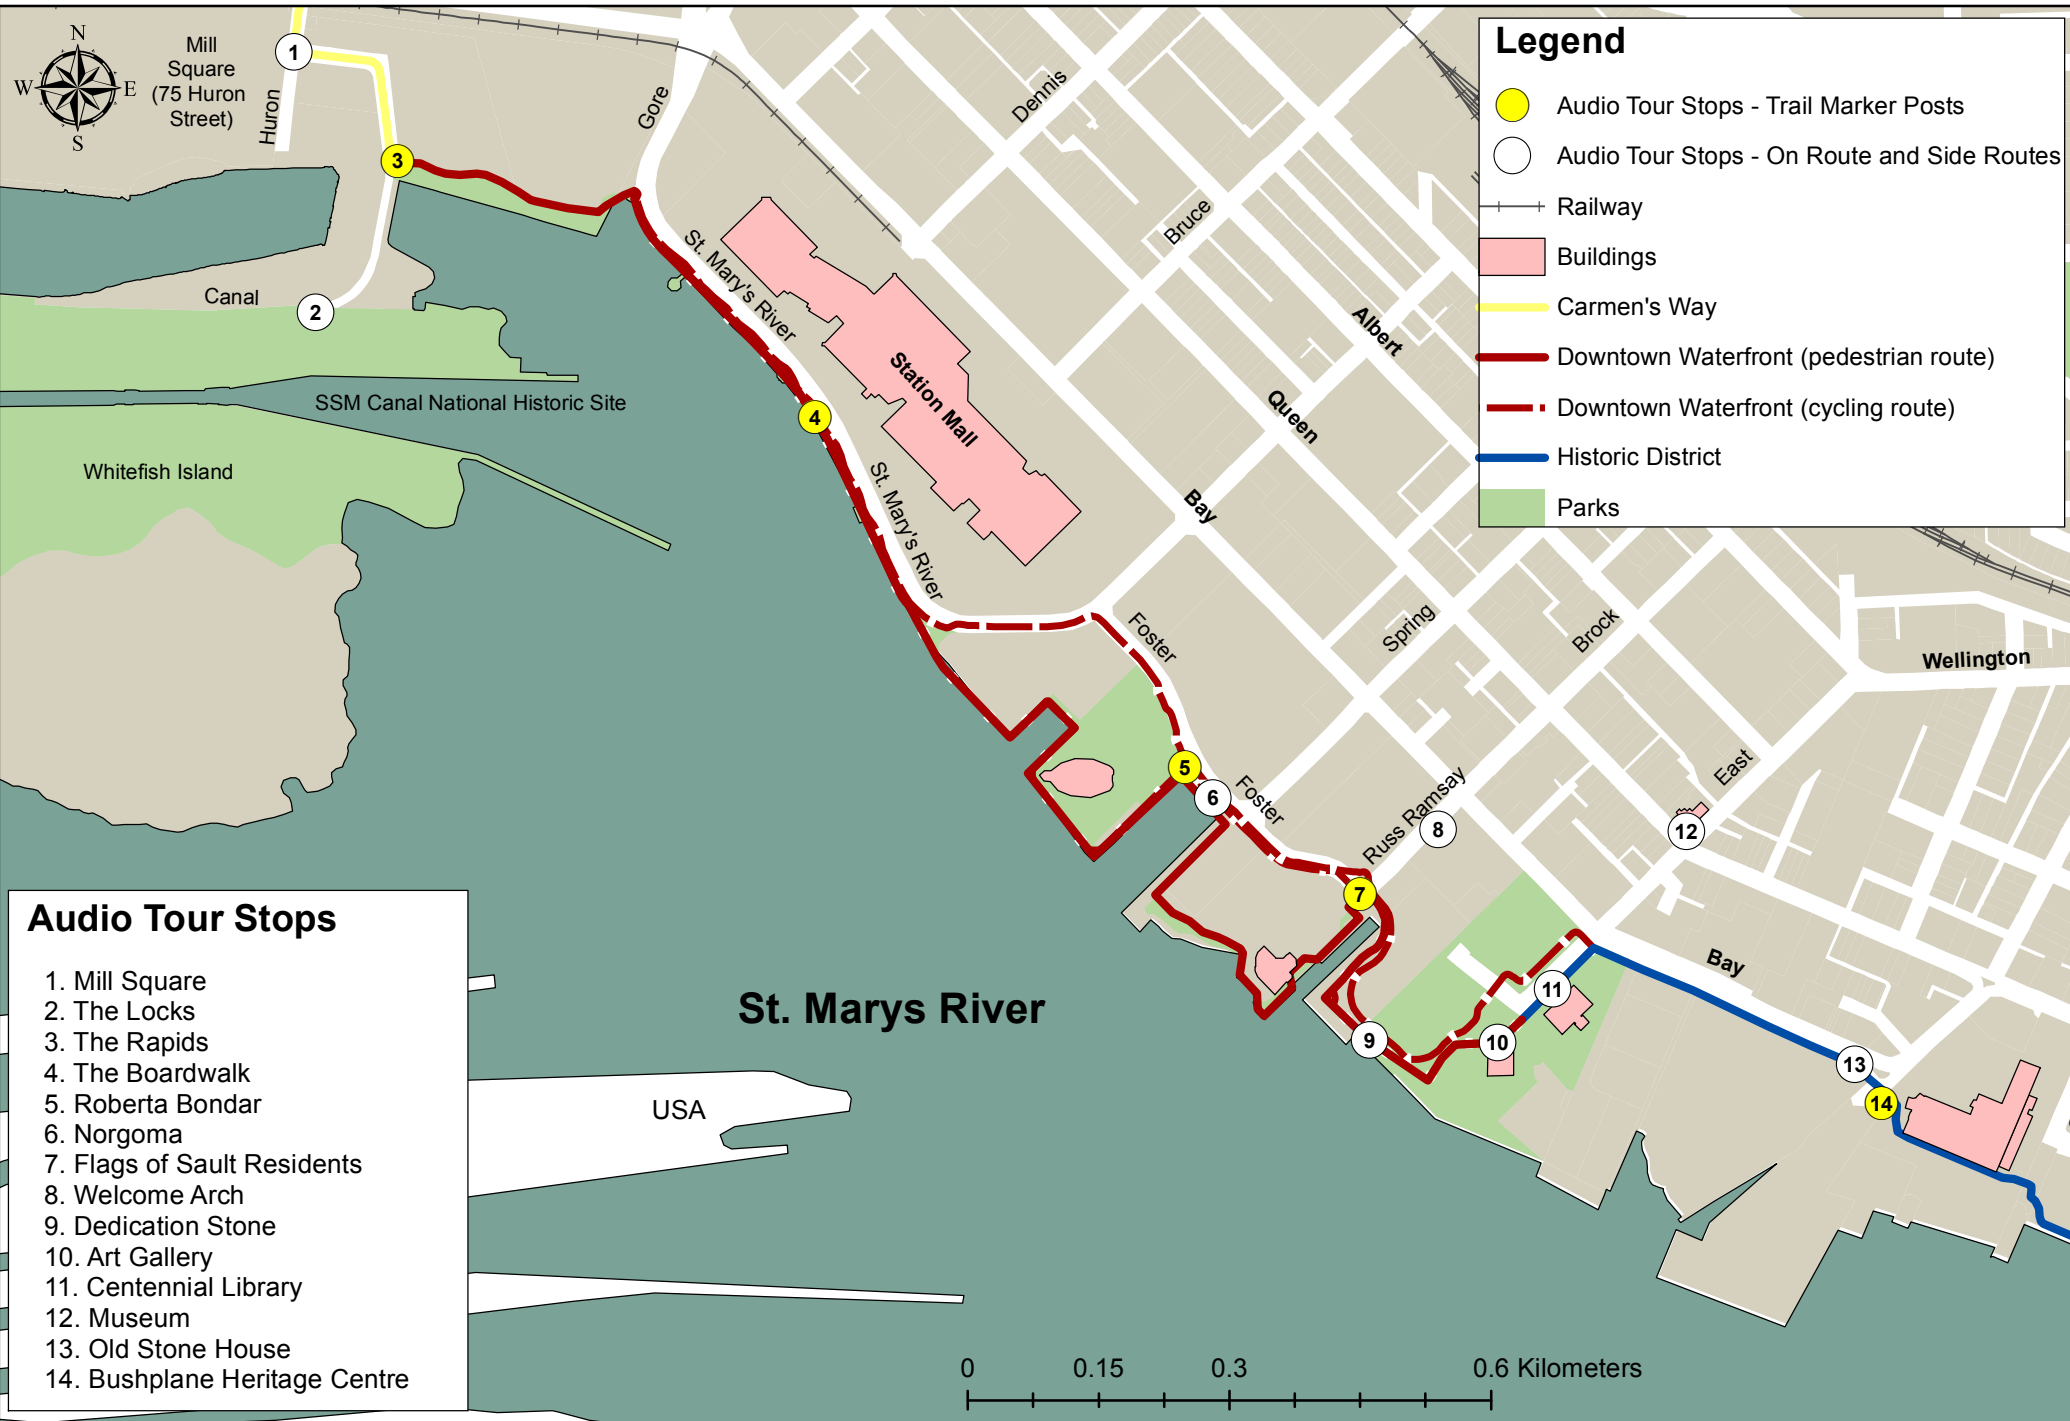 N
W
E
S
Mill
Square
(75 Huron
Street)
1
Huron
3
Gore
Dennis
Bruce
Canal
2
St. Mary's River
Station Mall
4
SSM Canal National Historic Site
Whitefish Island
St. Mary's River
Albert
Queen
Bay
Foster
Spring
Brock
Wellington
5
6
Foster
Russ Ramsay
8
East
12
7
9
10
11
Bay
13
14
St. Marys River
USA
Legend
Audio Tour Stops - Trail Marker Posts
Audio Tour Stops - On Route and Side Routes
Railway
Buildings
Carmen's Way
Downtown Waterfront (pedestrian route)
Downtown Waterfront (cycling route)
Historic District
Parks
Audio Tour Stops
1. Mill Square
2. The Locks
3. The Rapids
4. The Boardwalk
5. Roberta Bondar
6. Norgoma
7. Flags of Sault Residents
8. Welcome Arch
9. Dedication Stone
10. Art Gallery
11. Centennial Library
12. Museum
13. Old Stone House
14. Bushplane Heritage Centre
0 0.15 0.3 0.6 Kilometers